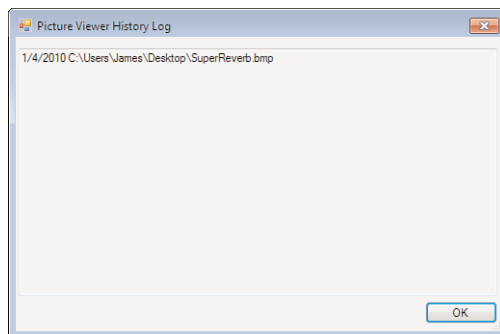 Picture Viewer History Log
1/4/2010 C:\Users\James\Desktop\SuperReverb.bmp
OK